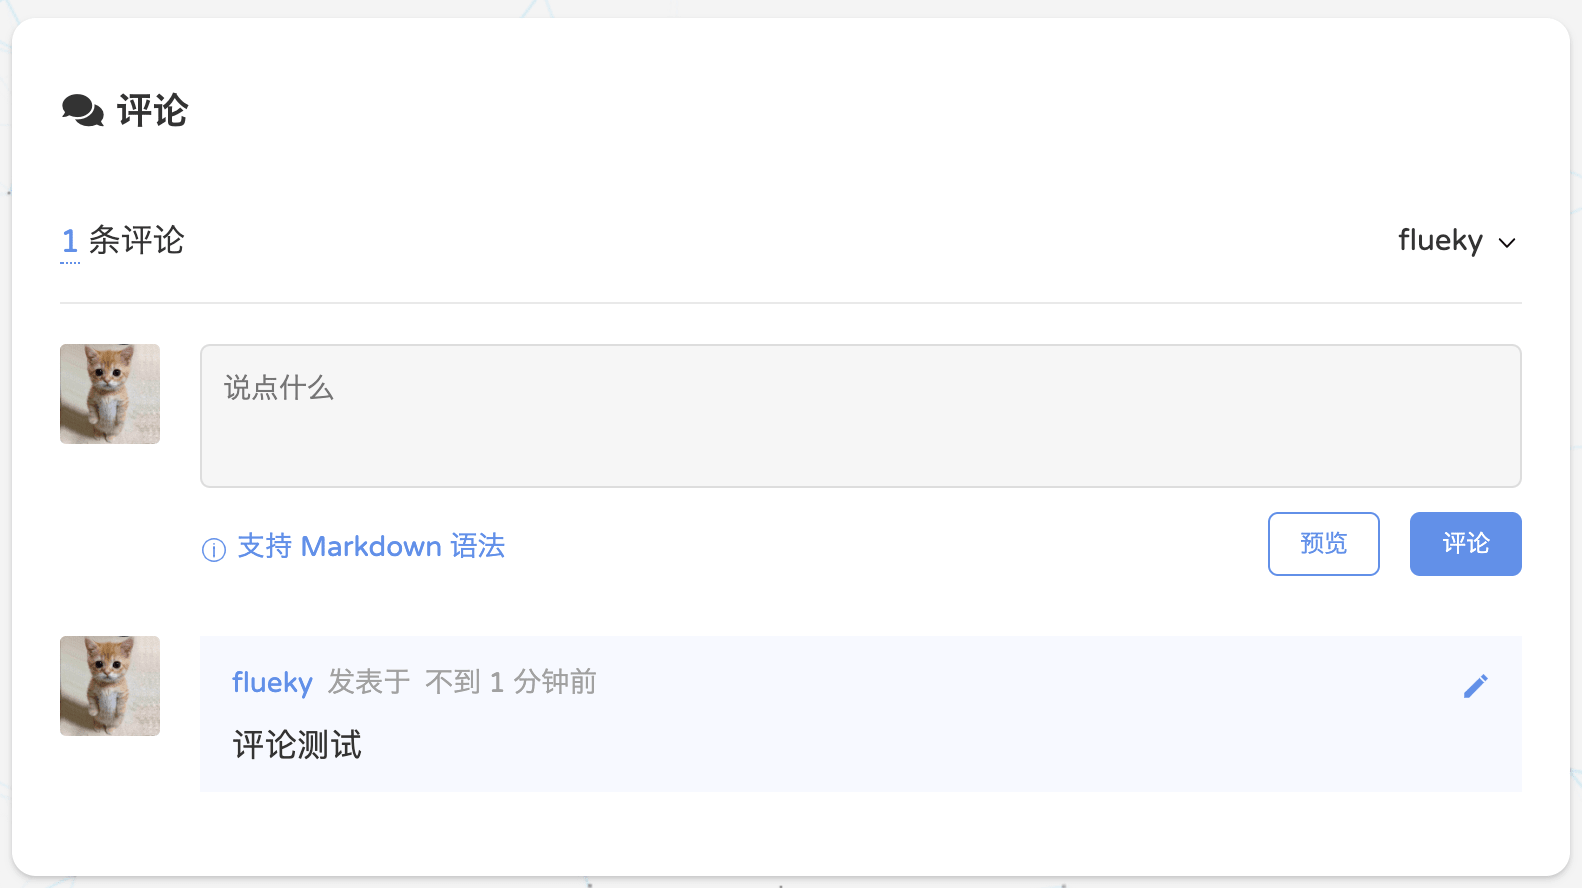 评论
1 条评论
flueky
说点什么
支持 Markdown 语法
预览
评论
flueky 发表于 不到 1 分钟前
评论测试